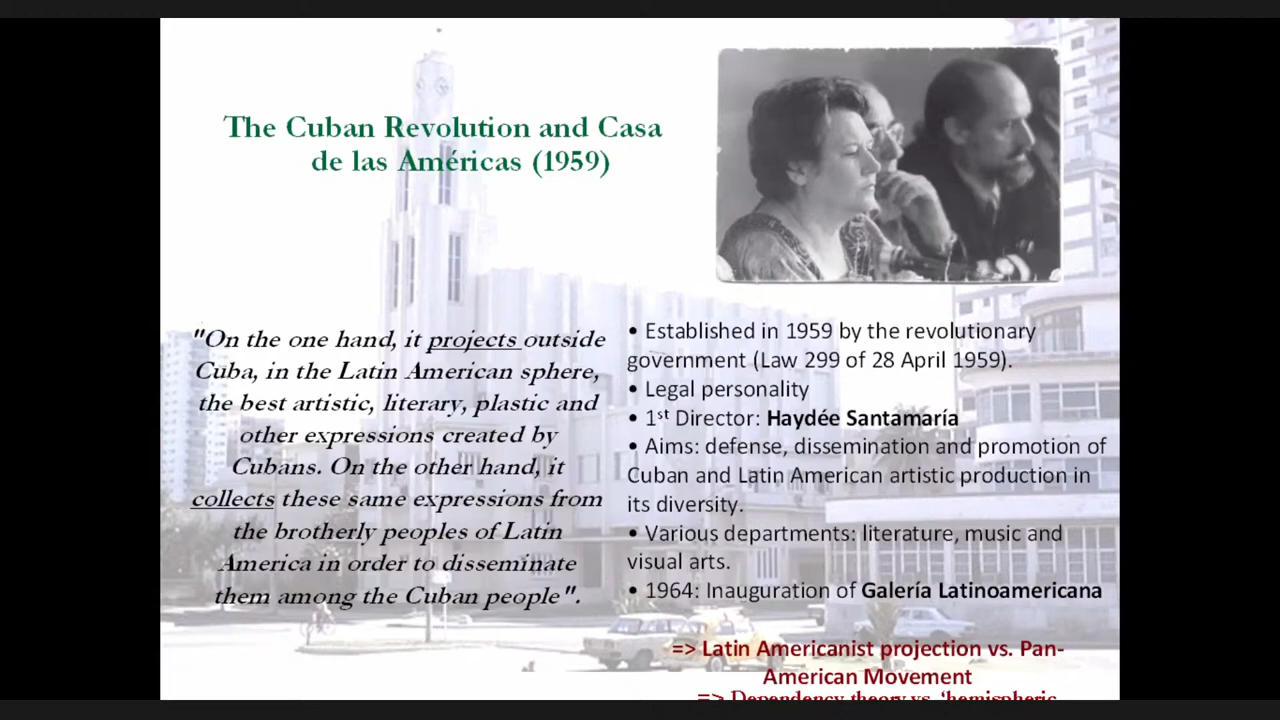 The Cuban Revolution and Casa
de las Américas (1959)
"On the one hand, it projects outside
Cuba, in the Latin American sphere,
the best artistic, literary, plastic and
other expressions created by
Cubans. On the other hand, it
collects these same expressions from
the brotherly peoples of Latin
America in order to disseminate
them among the Cuban people".
• Established in 1959 by the revolutionary
government (Law 299 of 28 April 1959).
• Legal personality
• 1st Director: Haydée Santamaría
• Aims: defense, dissemination and promotion of
Cuban and Latin American artistic production in
its diversity.
• Various departments: literature, music and
visual arts.
• 1964: Inauguration of Galería Latinoamericana
=> Latin Americanist projection vs. Pan-
American Movement
=> Dependency theory vs. 'hemispheric